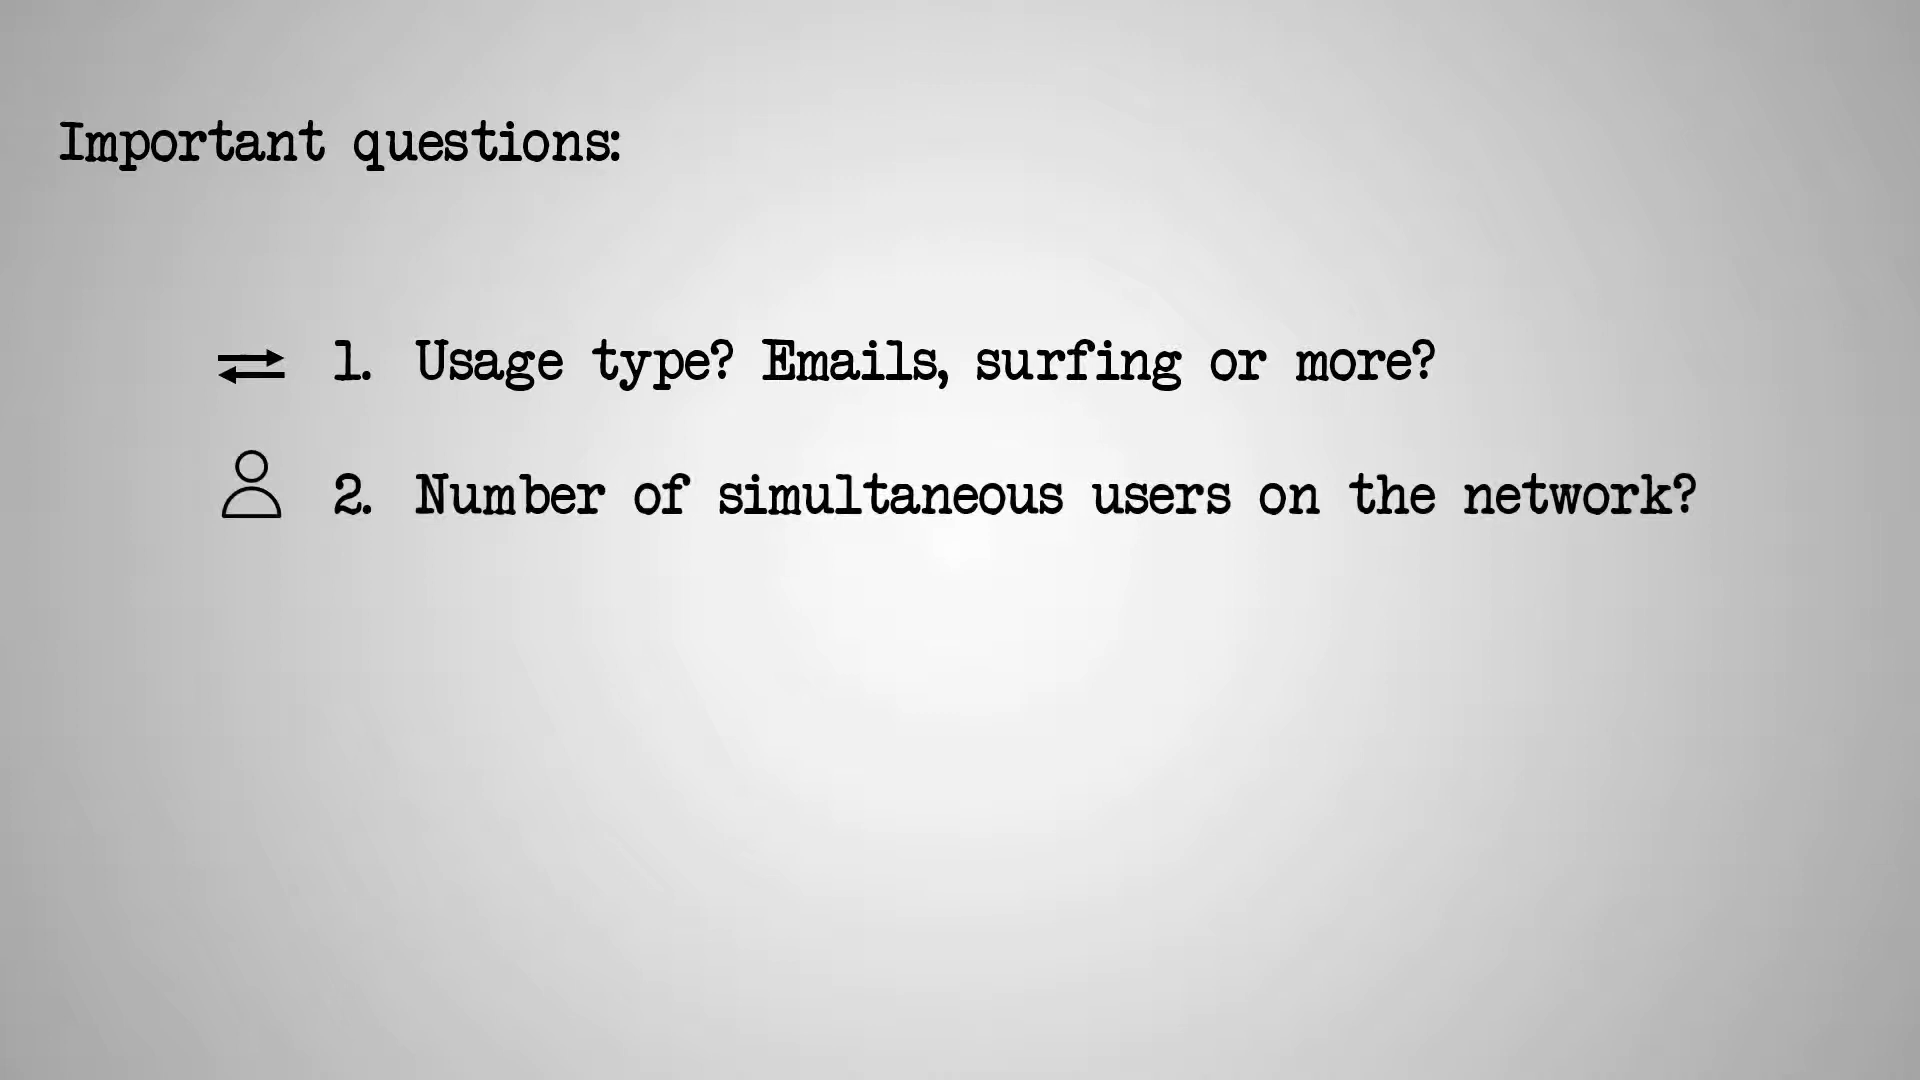 Important questions:
1. Usage type? Emails, surfing or more?
2. Number of simultaneous users on the network?